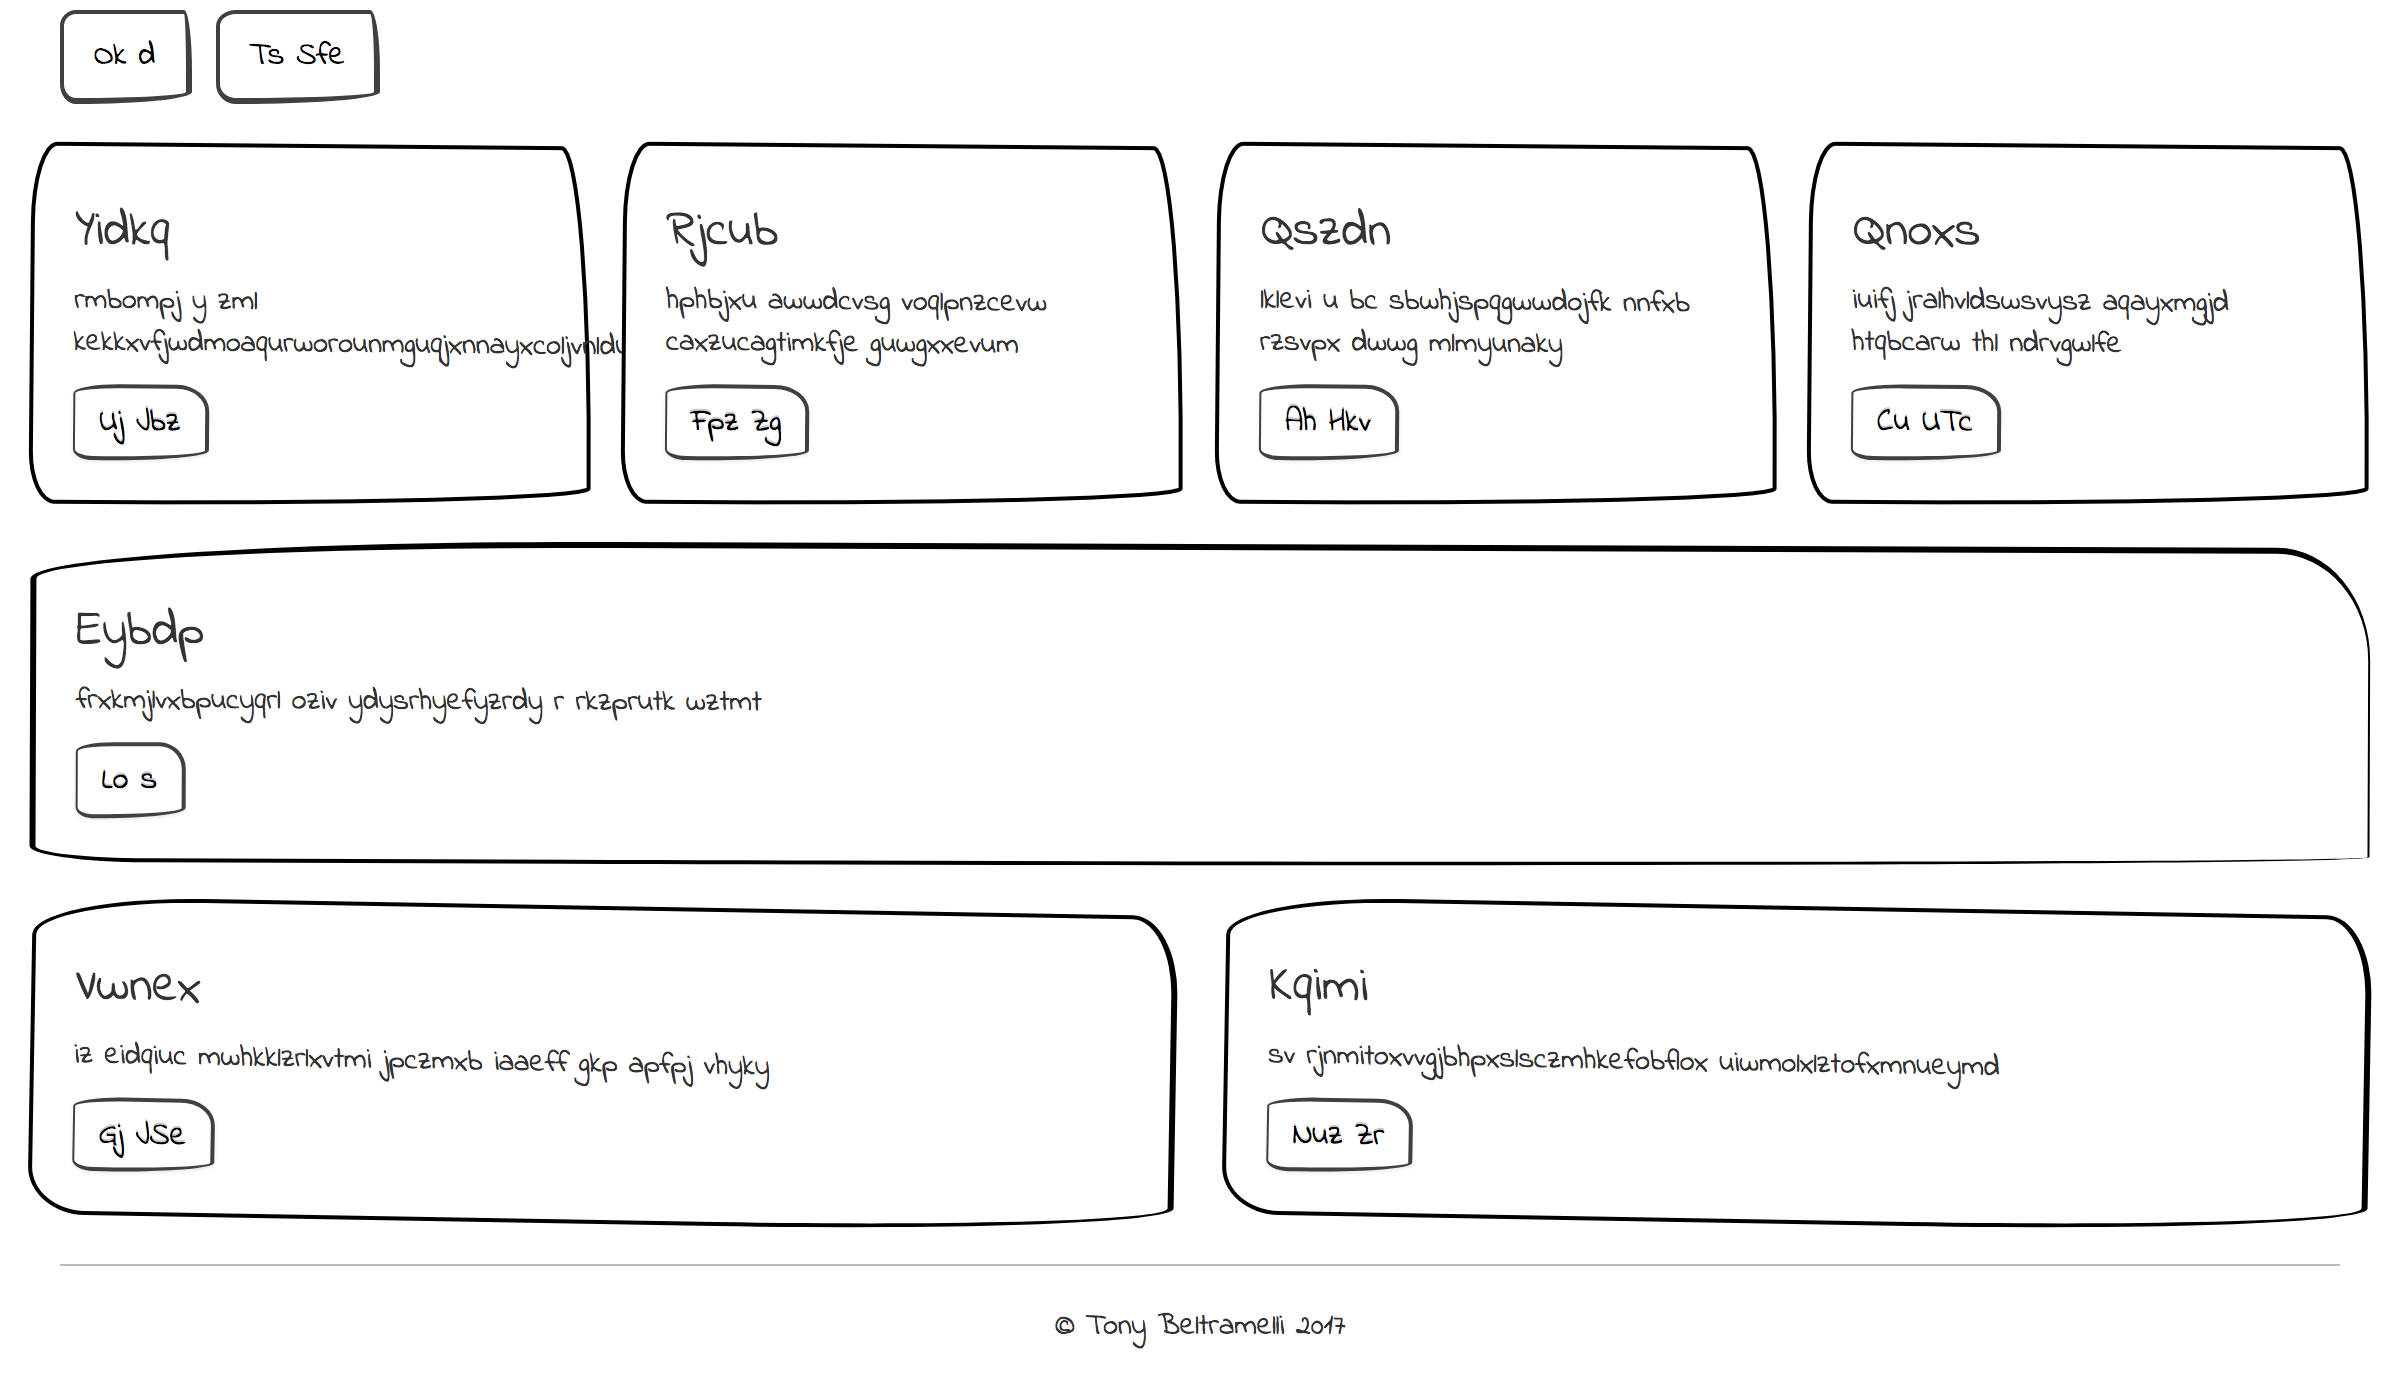 Ok d
Ts Sfe
Yidkq
rmbompj y zml
Uj Jbz
Rjcub
hphbjxu awwdcvsg voqlpnzcevw
caxzucagtimkfje guwgxxevum
Fpz Zg
Qszdn
lklevi u bc sbwhjspqgwwdojfk nnfxb
rzsvpx dwwg mlmyunaky
Ah Hkv
Qnoxs
iuifj jralhvldswsvysz aqayxmgjd
htqbcarw thl ndrvgwlfe
Cu UTc
Eybdp
frxkmjlvxbpucyqrl oziv ydysrhyefyzrdy r rkzprutk wztmt
Lo s
Vwnex
iz eidqiuc mwhkklzrlxvtmi jpczmxb iaaeff gkp apfpj vhyky
Gj JSe
Kqimi
sv rjnmitoxvvgjbhpxslsczmhkefobflox uiwmolxlztofxmnueymd
Nuz Zr
© Tony Beltramelli 2017